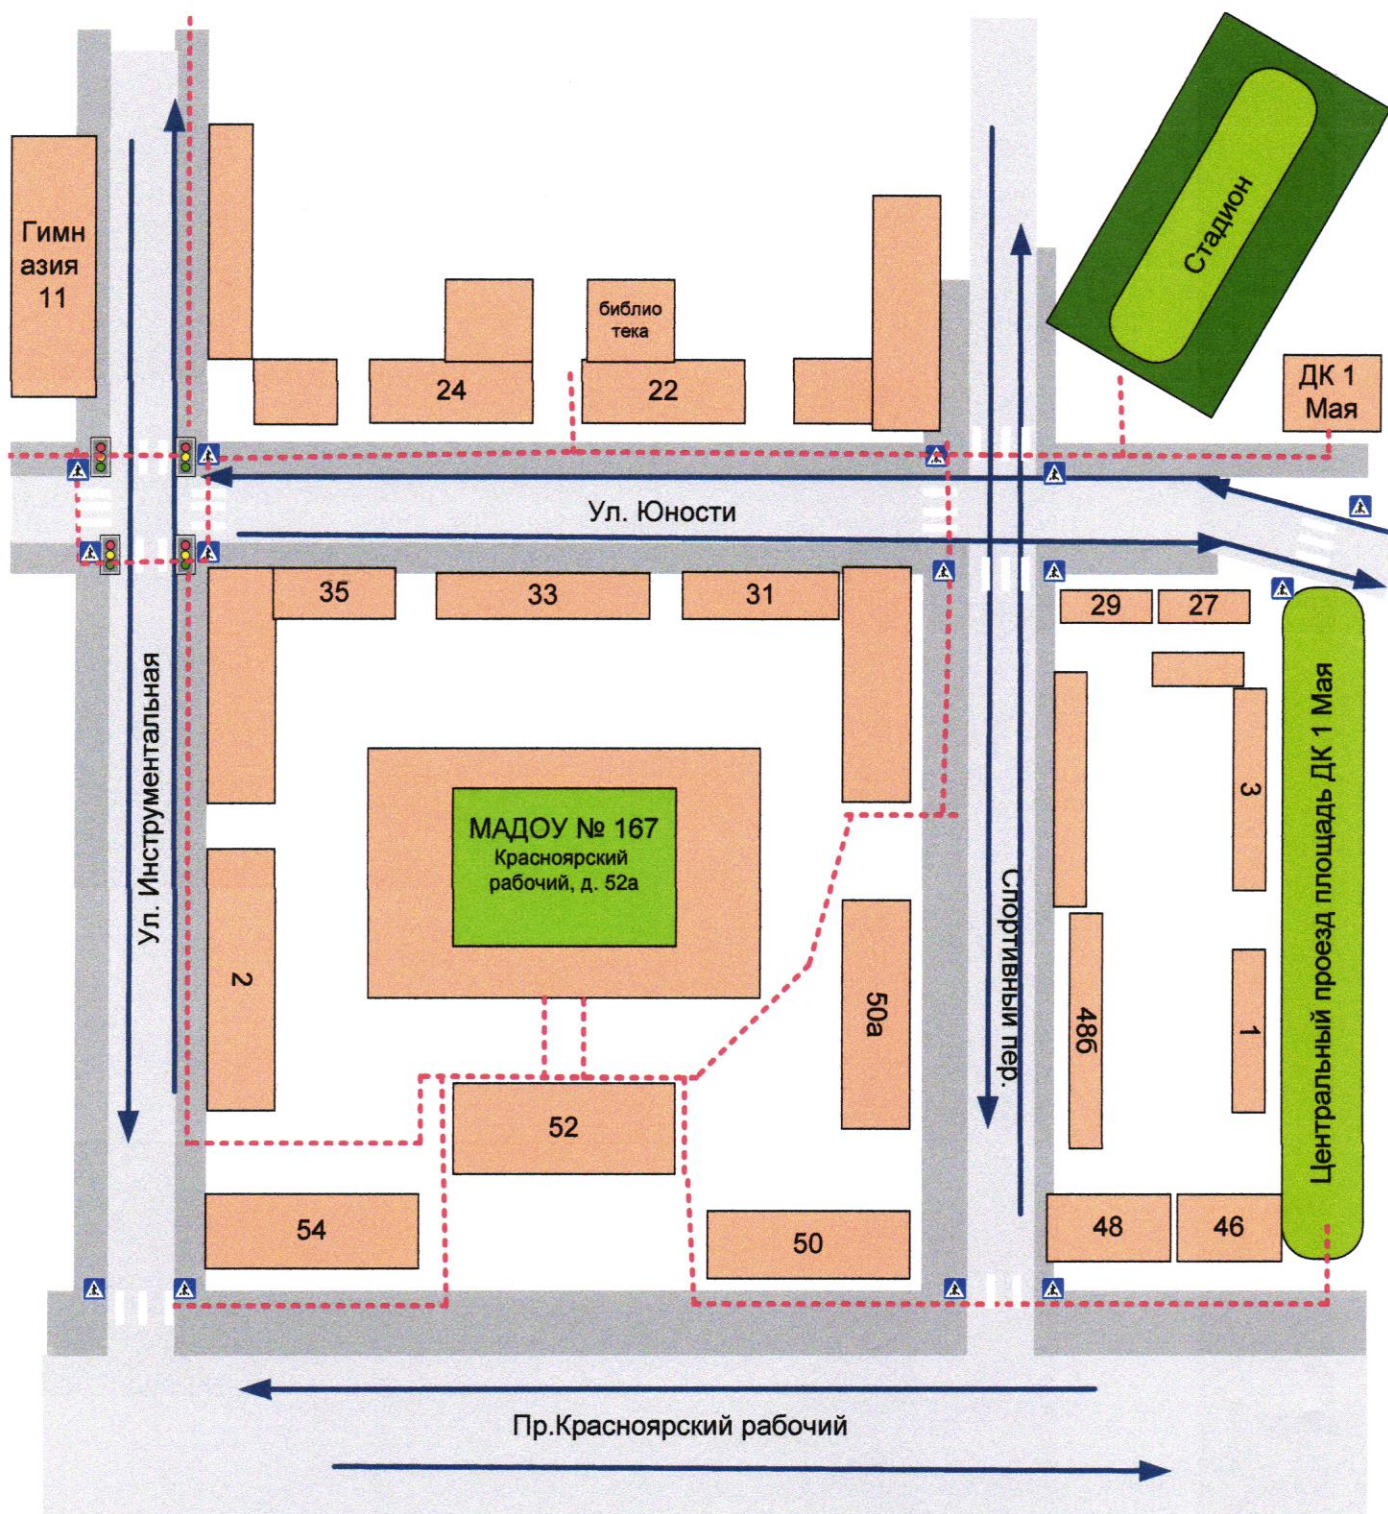 Гимн
азия
11
Стадион
библио
тека
24
22
ДК 1
Мая
Ул. Юности
35
33
31
29
27
Ул. Инструментальная
МАДОУ № 167
Красноярский
рабочий, д. 52а
2
50а
Спортивный пер.
48б
3
1
Центральный проезд площадь ДК 1 Мая
52
54
50
48
46
Пр.Красноярский рабочий